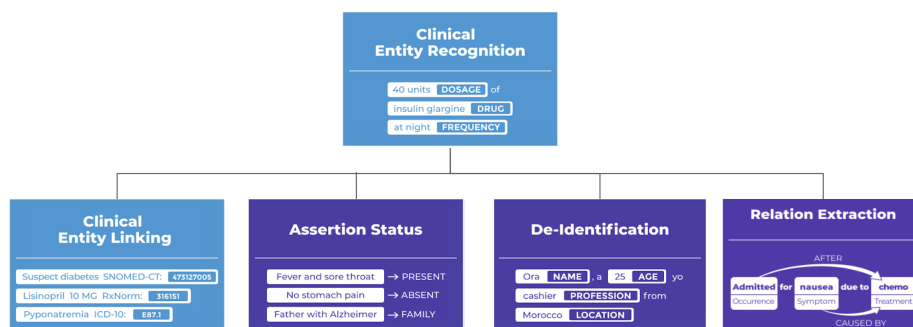 Clinical
Entity Recognition
40 units DOSAGE of
insulin glargine DRUG
at night FREQUENCY
Clinical
Entity Linking
Suspect diabetes SNOMED-CT: 473127005
Lisinopril 10 MG RxNorm: 316151
Pyponatremia ICD-10: E87.1
Assertion Status
Fever and sore throat → PRESENT
No stomach pain → ABSENT
Father with Alzheimer → FAMILY
De-Identification
Ora NAME , a 25 AGE yo
cashier PROFESSION from
Morocco LOCATION
Relation Extraction
AFTER
Admitted for nausea due to chemo
Occurrence Symptom Treatment
CAUSED BY